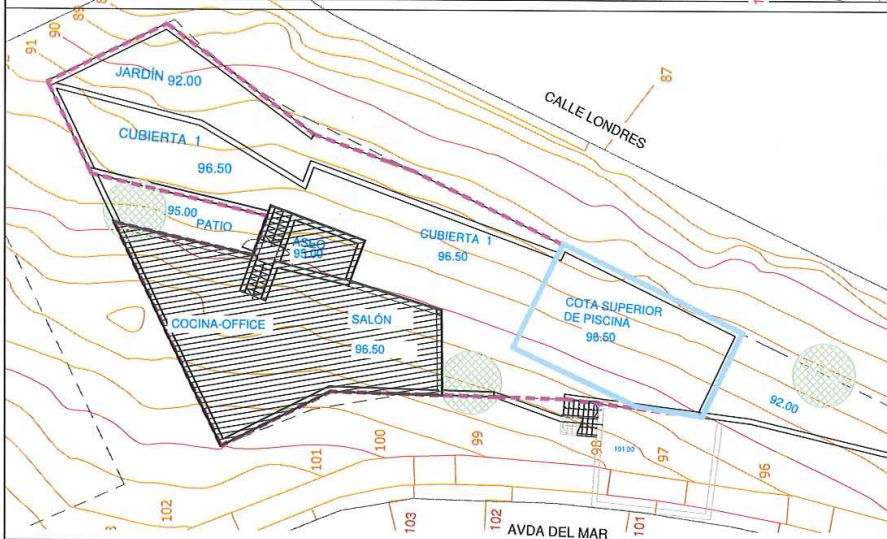 89
90
91
87
JARDÍN 92.00
CALLE LONDRES
CUBIERTA 1
96.50
95.00
PATIO
ASEO
95.00
CUBIERTA 1
96.50
COTA SUPERIOR
DE PISCINA
96.50
COCINA-OFFICE
SALÓN
96.50
92.00
101
100
99
98
101.00
97
96
102
103
102
101
AVDA DEL MAR